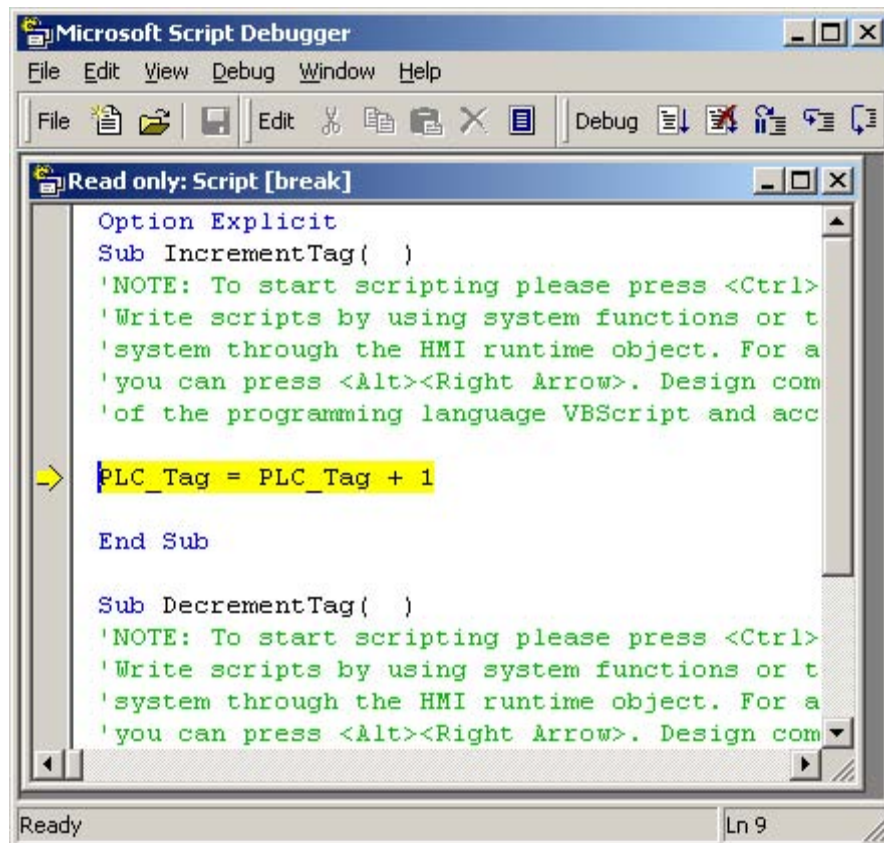 Microsoft Script Debugger
File Edit View Debug Window Help
File Edit Debug
Read only: Script [break]
Option Explicit
Sub IncrementTag(  )
'NOTE: To start scripting please press <Ctrl>
'Write scripts by using system functions or t
'system through the HMI runtime object. For a
'you can press <Alt><Right Arrow>. Design com
'of the programming language VBScript and acc
PLC_Tag = PLC_Tag + 1
End Sub
Sub DecrementTag(  )
'NOTE: To start scripting please press <Ctrl>
'Write scripts by using system functions or t
'system through the HMI runtime object. For a
'you can press <Alt><Right Arrow>. Design com
Ready Ln 9